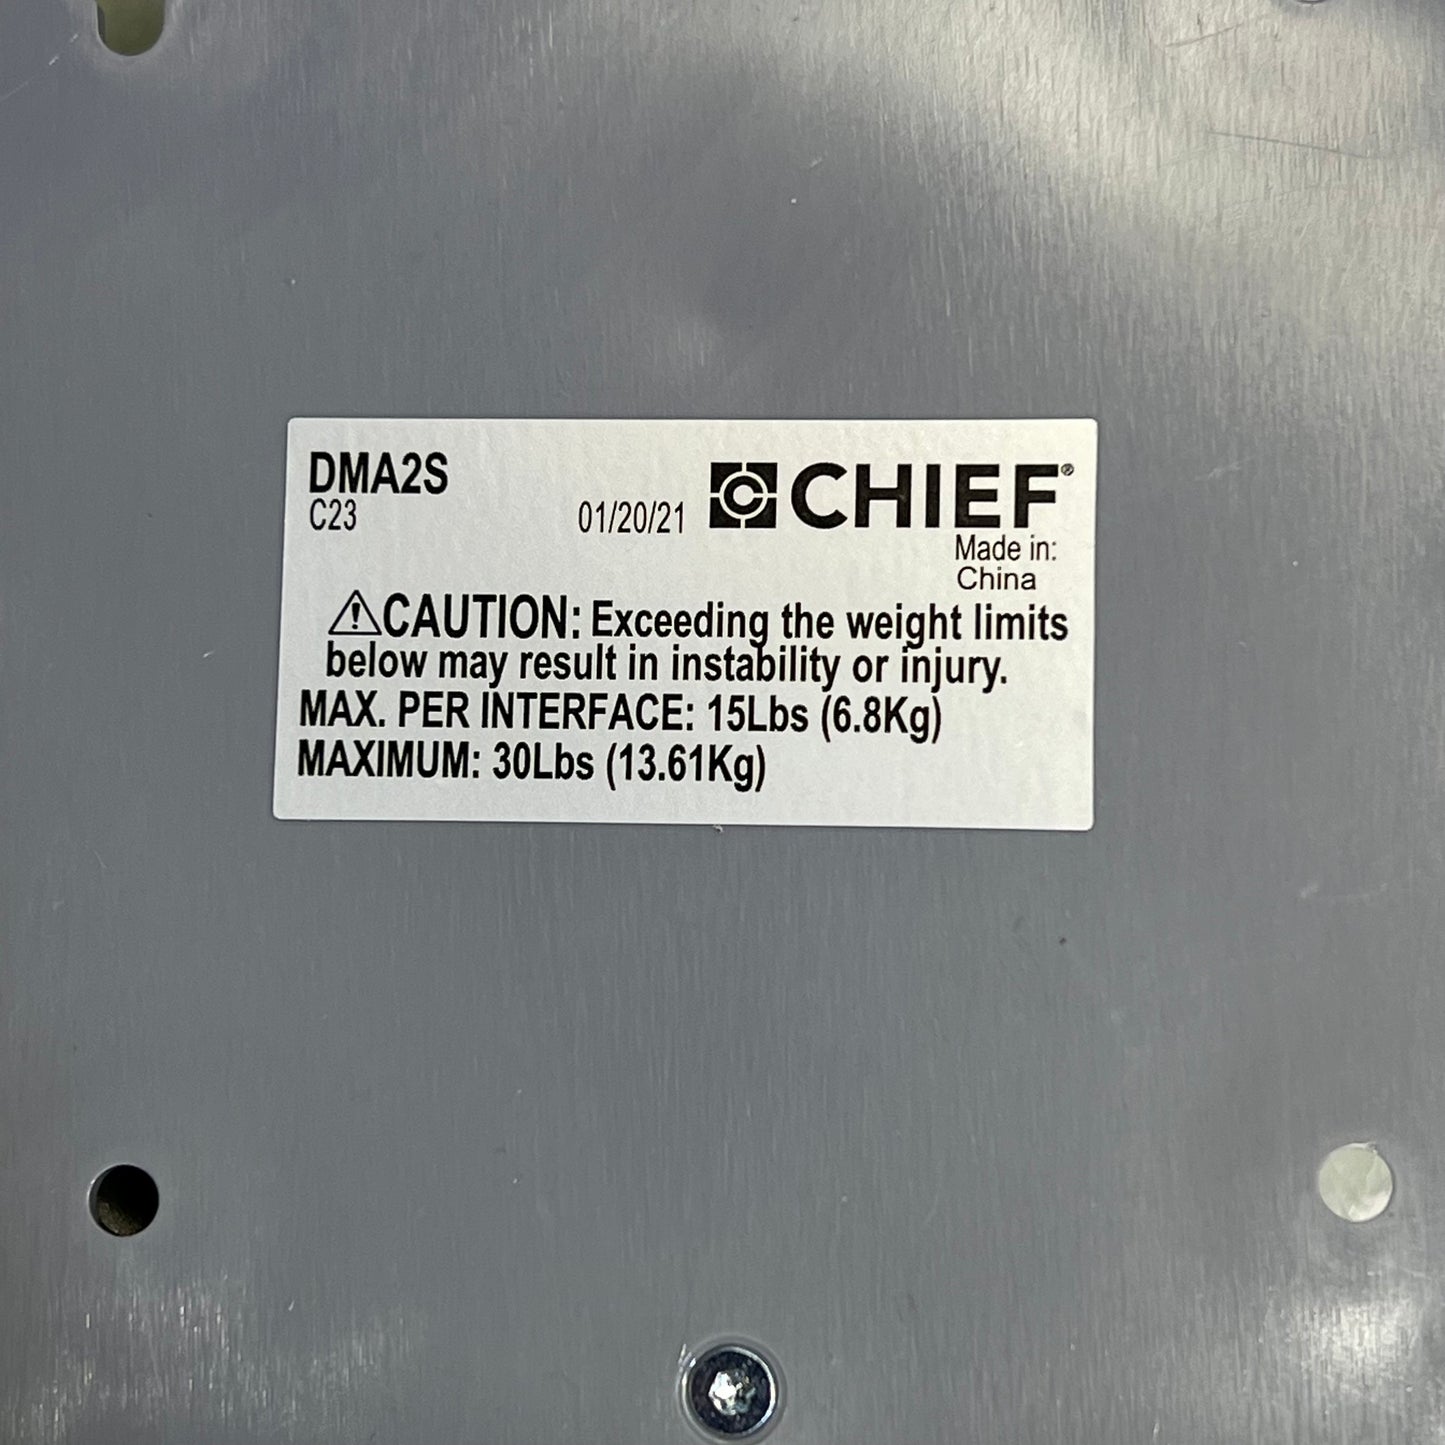 DMA2S
C23
01/20/21
CHIEF®
Made in:
China
⚠CAUTION: Exceeding the weight limits
below may result in instability or injury.
MAX. PER INTERFACE: 15Lbs (6.8Kg)
MAXIMUM: 30Lbs (13.61Kg)